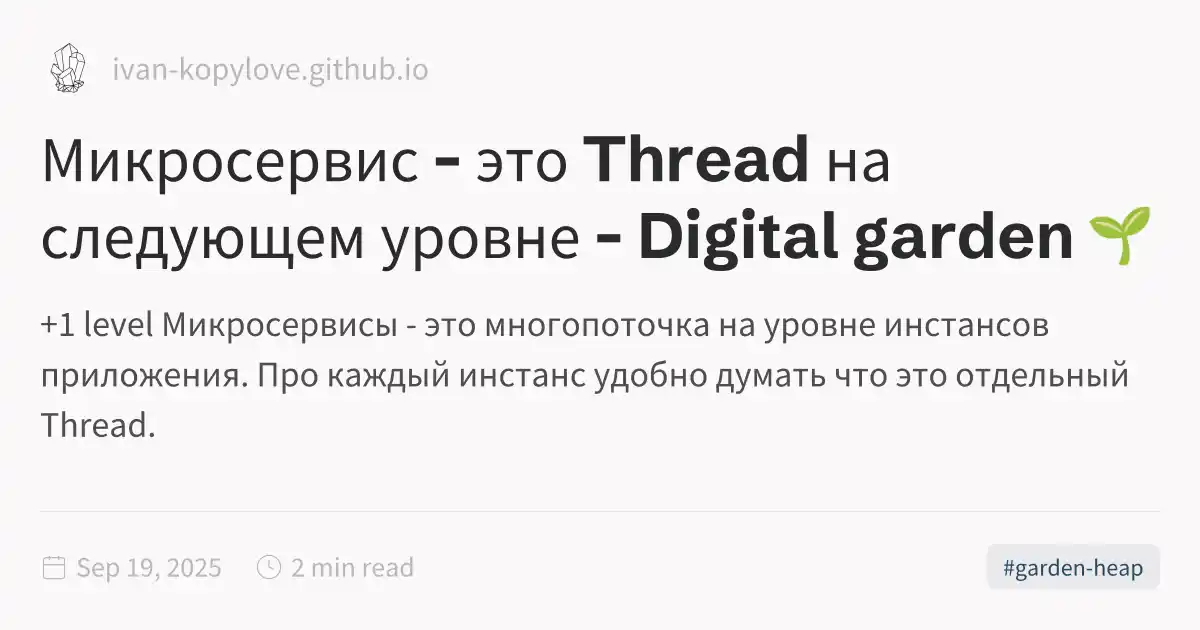 ivan-kopylove.github.io
Микросервис - это Thread на
следующем уровне - Digital garden 🌱
+1 level Микросервисы - это многопоточка на уровне инстансов
приложения. Про каждый инстанс удобно думать что это отдельный
Thread.
Sep 19, 2025 2 min read
#garden-heap